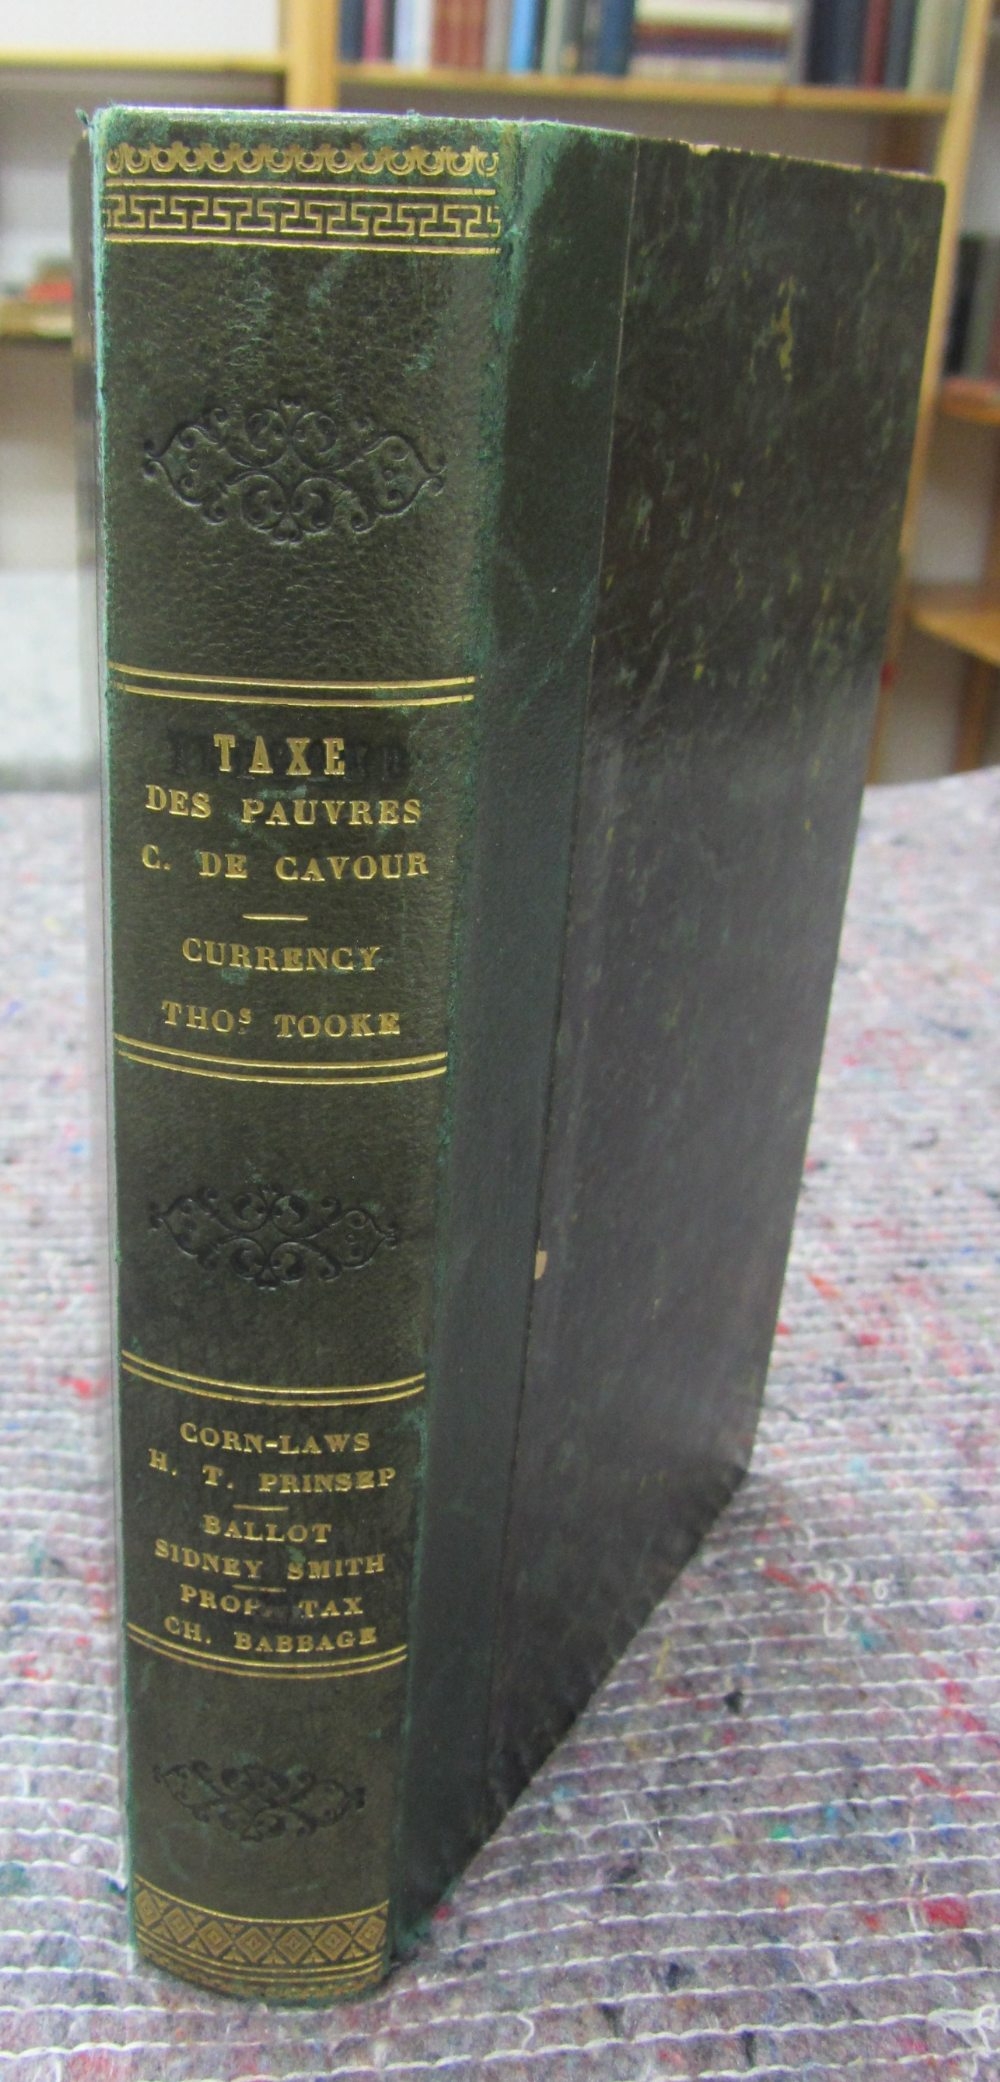 TAXE
DES PAUVRES
C. DE CAVOUR
CURRENCY
THOS TOOKE
CORN-LAWS
H. T. PRINSEP
BALLOT
SIDNEY SMITH
TAX
CH. BABBAGE